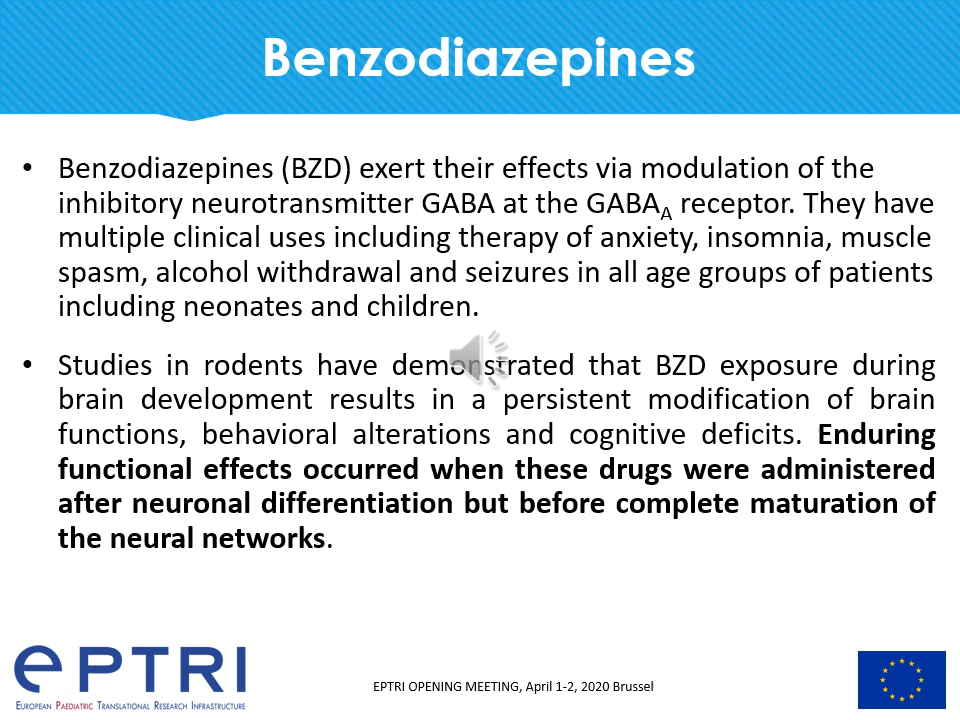 Benzodiazepines
• Benzodiazepines (BZD) exert their effects via modulation of the
inhibitory neurotransmitter GABA at the GABAA receptor. They have
multiple clinical uses including therapy of anxiety, insomnia, muscle
spasm, alcohol withdrawal and seizures in all age groups of patients
including neonates and children.
• Studies in rodents have demonstrated that BZD exposure during
brain development results in a persistent modification of brain
functions, behavioral alterations and cognitive deficits. Enduring
functional effects occurred when these drugs were administered
after neuronal differentiation but before complete maturation of
the neural networks.
ePTRI
European Paediatric Translational Research Infrastructure
EPTRI OPENING MEETING, April 1-2, 2020 Brussel